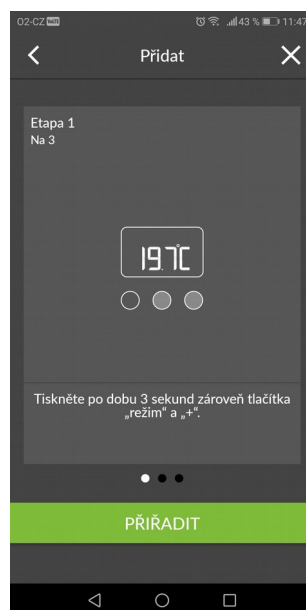 O2-CZ 43 % 11:47
Přidat
Etapa 1
Na 3
19.7°C
Tiskněte po dobu 3 sekund zároveň tlačítka
„režim“ a „+“.
PŘIŘADIT